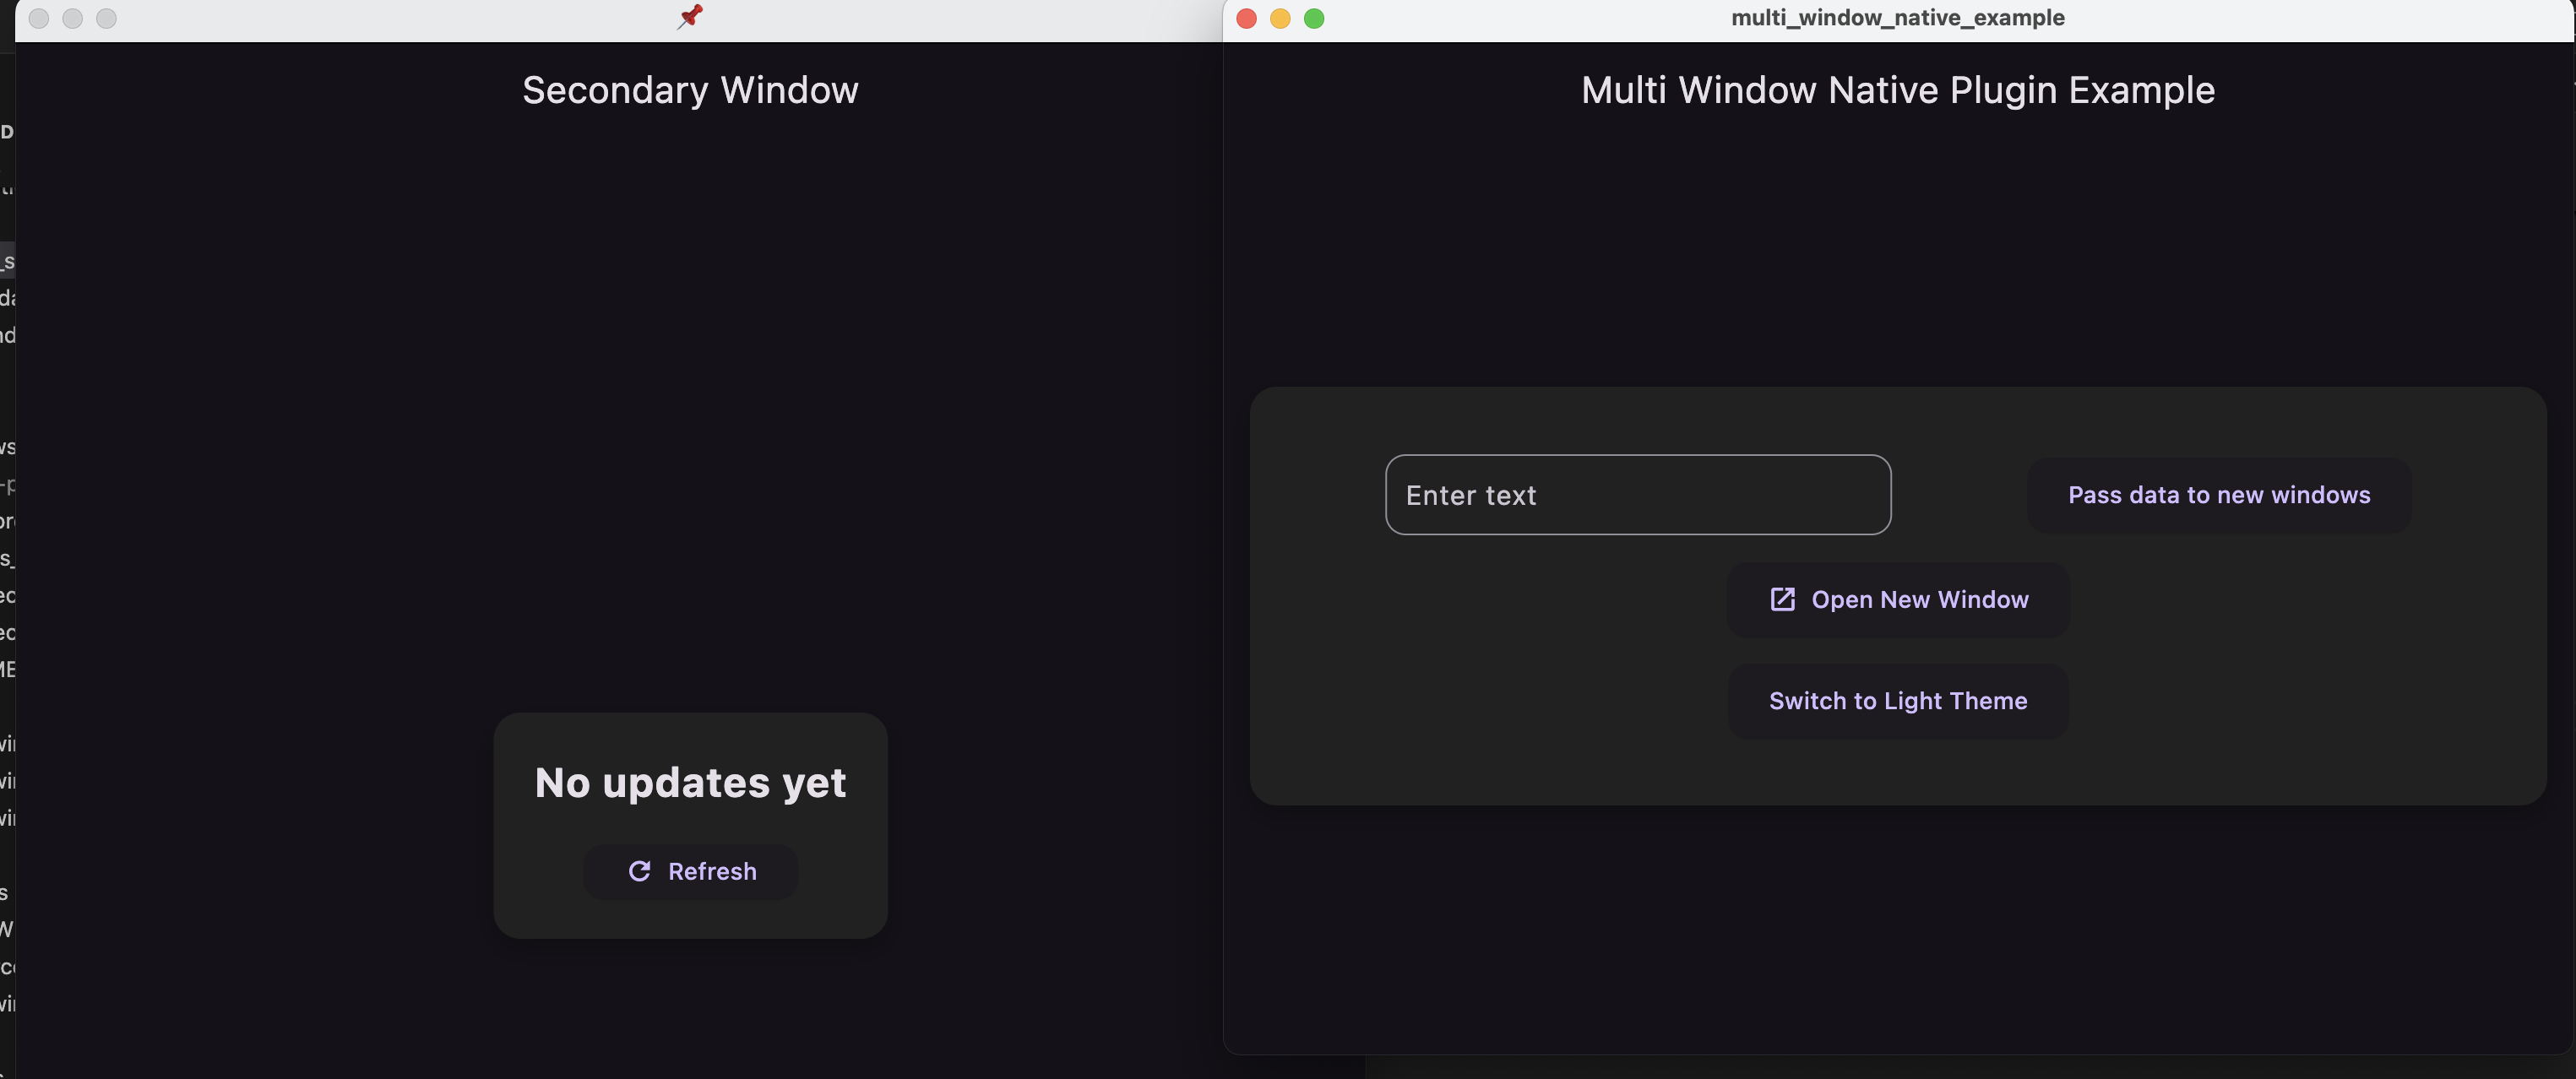 Secondary Window
No updates yet
Refresh
multi_window_native_example
Multi Window Native Plugin Example
Enter text
Pass data to new windows
Open New Window
Switch to Light Theme